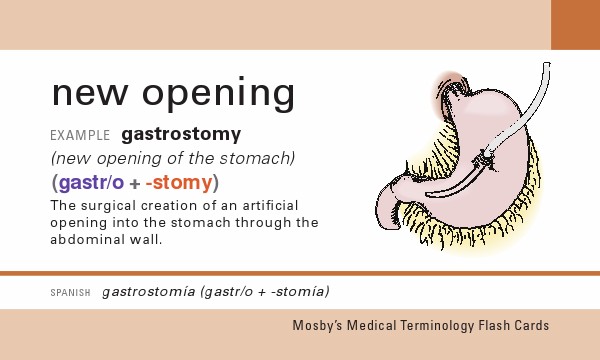 new opening
EXAMPLE gastrostomy
(new opening of the stomach)
(gastr/o + -stomy)
The surgical creation of an artificial
opening into the stomach through the
abdominal wall.
SPANISH gastrostomía (gastr/o + -stomía)
Mosby's Medical Terminology Flash Cards